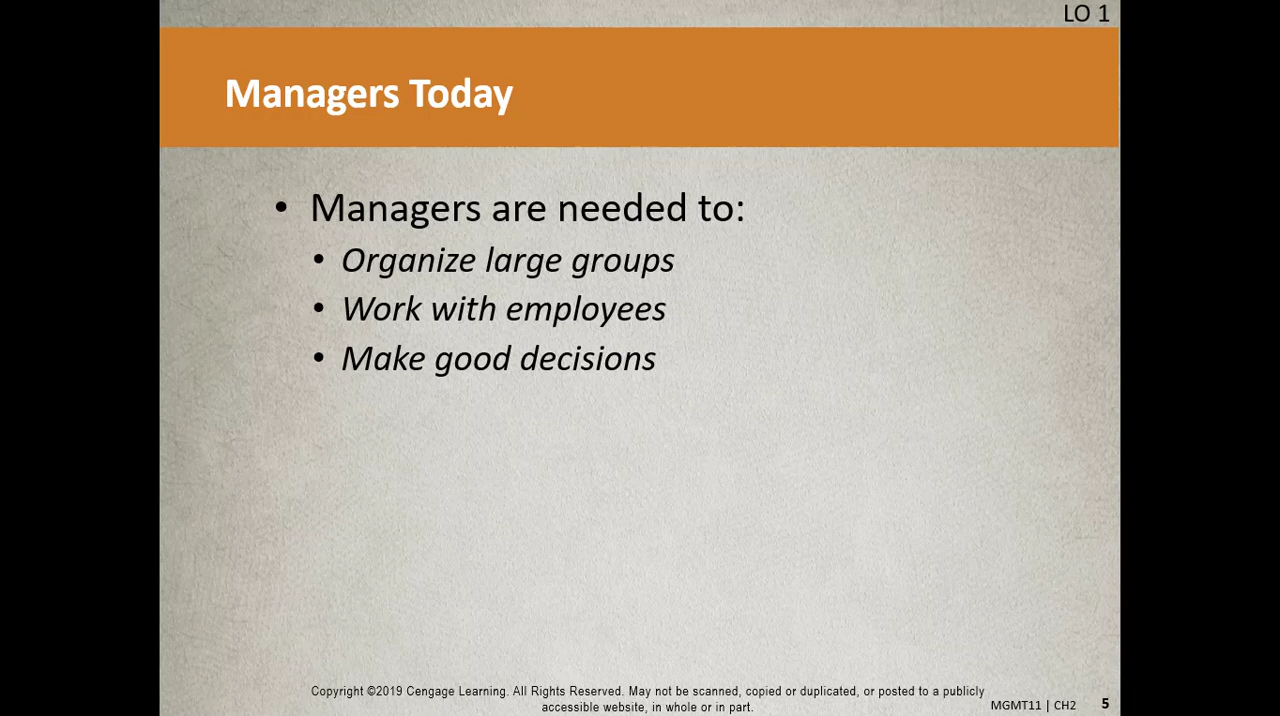 LO 1
Managers Today
• Managers are needed to:
• Organize large groups
• Work with employees
• Make good decisions
Copyright ©2019 Cengage Learning. All Rights Reserved. May not be scanned, copied or duplicated, or posted to a publicly
accessible website, in whole or in part.
MGMT11 | CH2 5